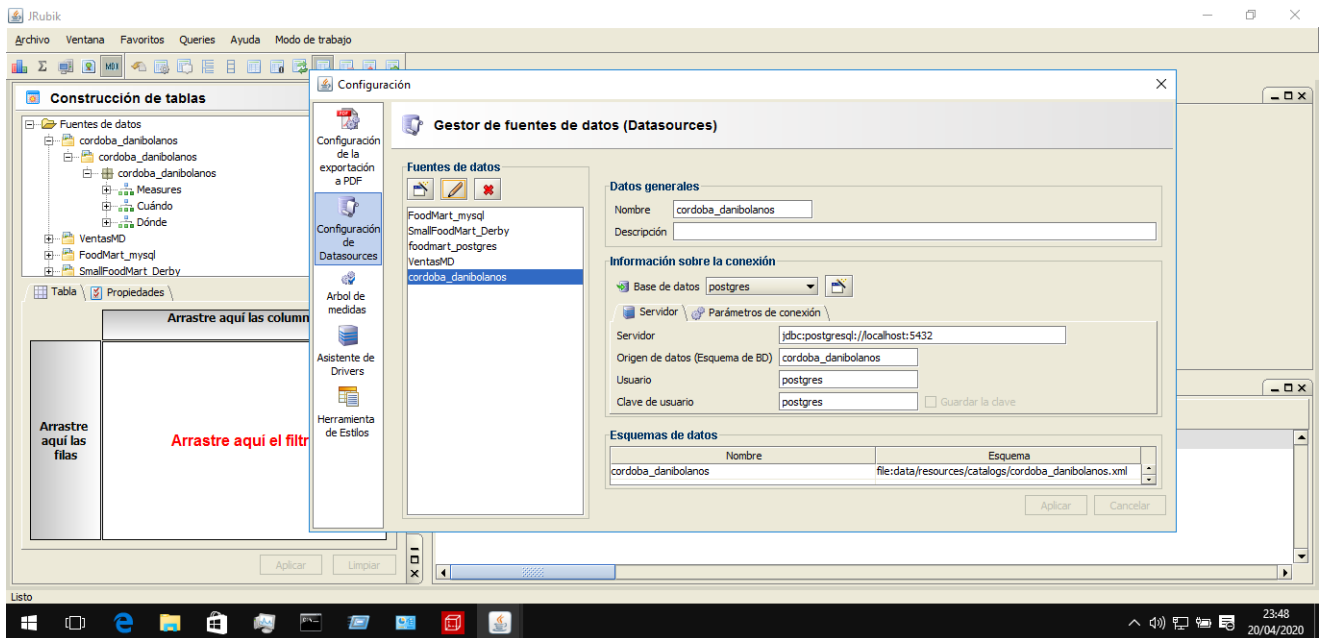 JRubik
Archivo Ventana Favoritos Queries Ayuda Modo de trabajo
MDX
Construcción de tablas
Fuentes de datos
cordoba_danibolanos
cordoba_danibolanos
cordoba_danibolanos
Measures
Cuándo
Dónde
VentasMD
FoodMart_mysql
SmallFoodMart_Derby
Tabla Propiedades
Arrastre aquí las column
Arrastre
aquí las
filas
Arrastre aquí el filtr
Aplicar Limpiar
Configuración
Configuración
de la
exportación
a PDF
Configuración
de
Datasources
Arbol de
medidas
Asistente de
Drivers
Herramienta
de Estilos
Gestor de fuentes de datos (Datasources)
Fuentes de datos
FoodMart_mysql
SmallFoodMart_Derby
foodmart_postgres
VentasMD
cordoba_danibolanos
Datos generales
Nombre cordoba_danibolanos
Descripción
Información sobre la conexión
Base de datos postgres
Servidor Parámetros de conexión
Servidor jdbc:postgresql://localhost:5432
Origen de datos (Esquema de BD) cordoba_danibolanos
Usuario postgres
Clave de usuario postgres Guardar la clave
Esquemas de datos
Nombre Esquema
cordoba_danibolanos file:data/resources/catalogs/cordoba_danibolanos.xml
Aplicar Cancelar
Listo
23:48
20/04/2020